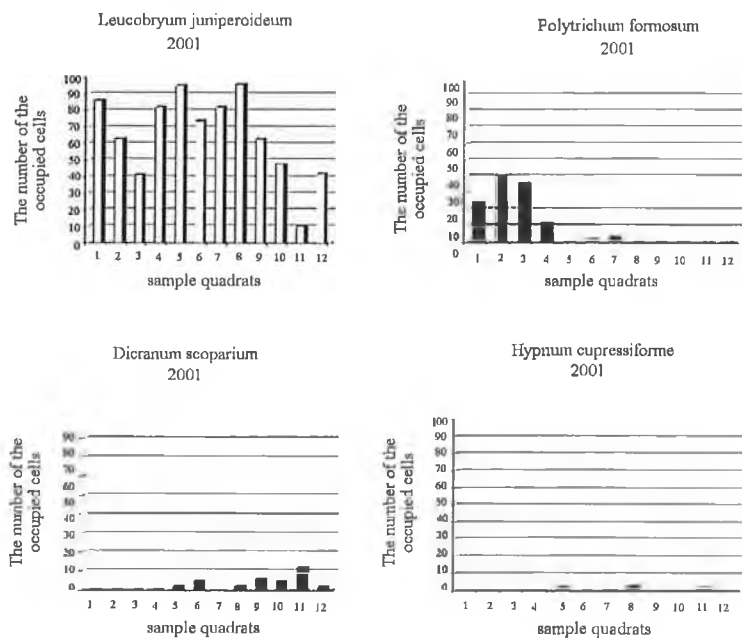 Leucobryum juniperoideum
2001
The number of the
occupied cells
100
90
80
70
60
50
40
30
20
10
0
1 2 3 4 5 6 7 8 9 10 11 12
sample quadrats
Polytrichum formosum
2001
The number of the
occupied cells
100
90
80
70
60
50
40
30
20
10
0
1 2 3 4 5 6 7 8 9 10 11 12
sample quadrats
Dicranum scoparium
2001
The number of the
occupied cells
90
80
70
60
50
40
30
20
10
0
1 2 3 4 5 6 7 8 9 10 11 12
sample quadrats
Hypnum cupressiforme
2001
The number of the
occupied cells
100
90
80
70
60
50
40
30
20
10
0
1 2 3 4 5 6 7 8 9 10 11 12
sample quadrats